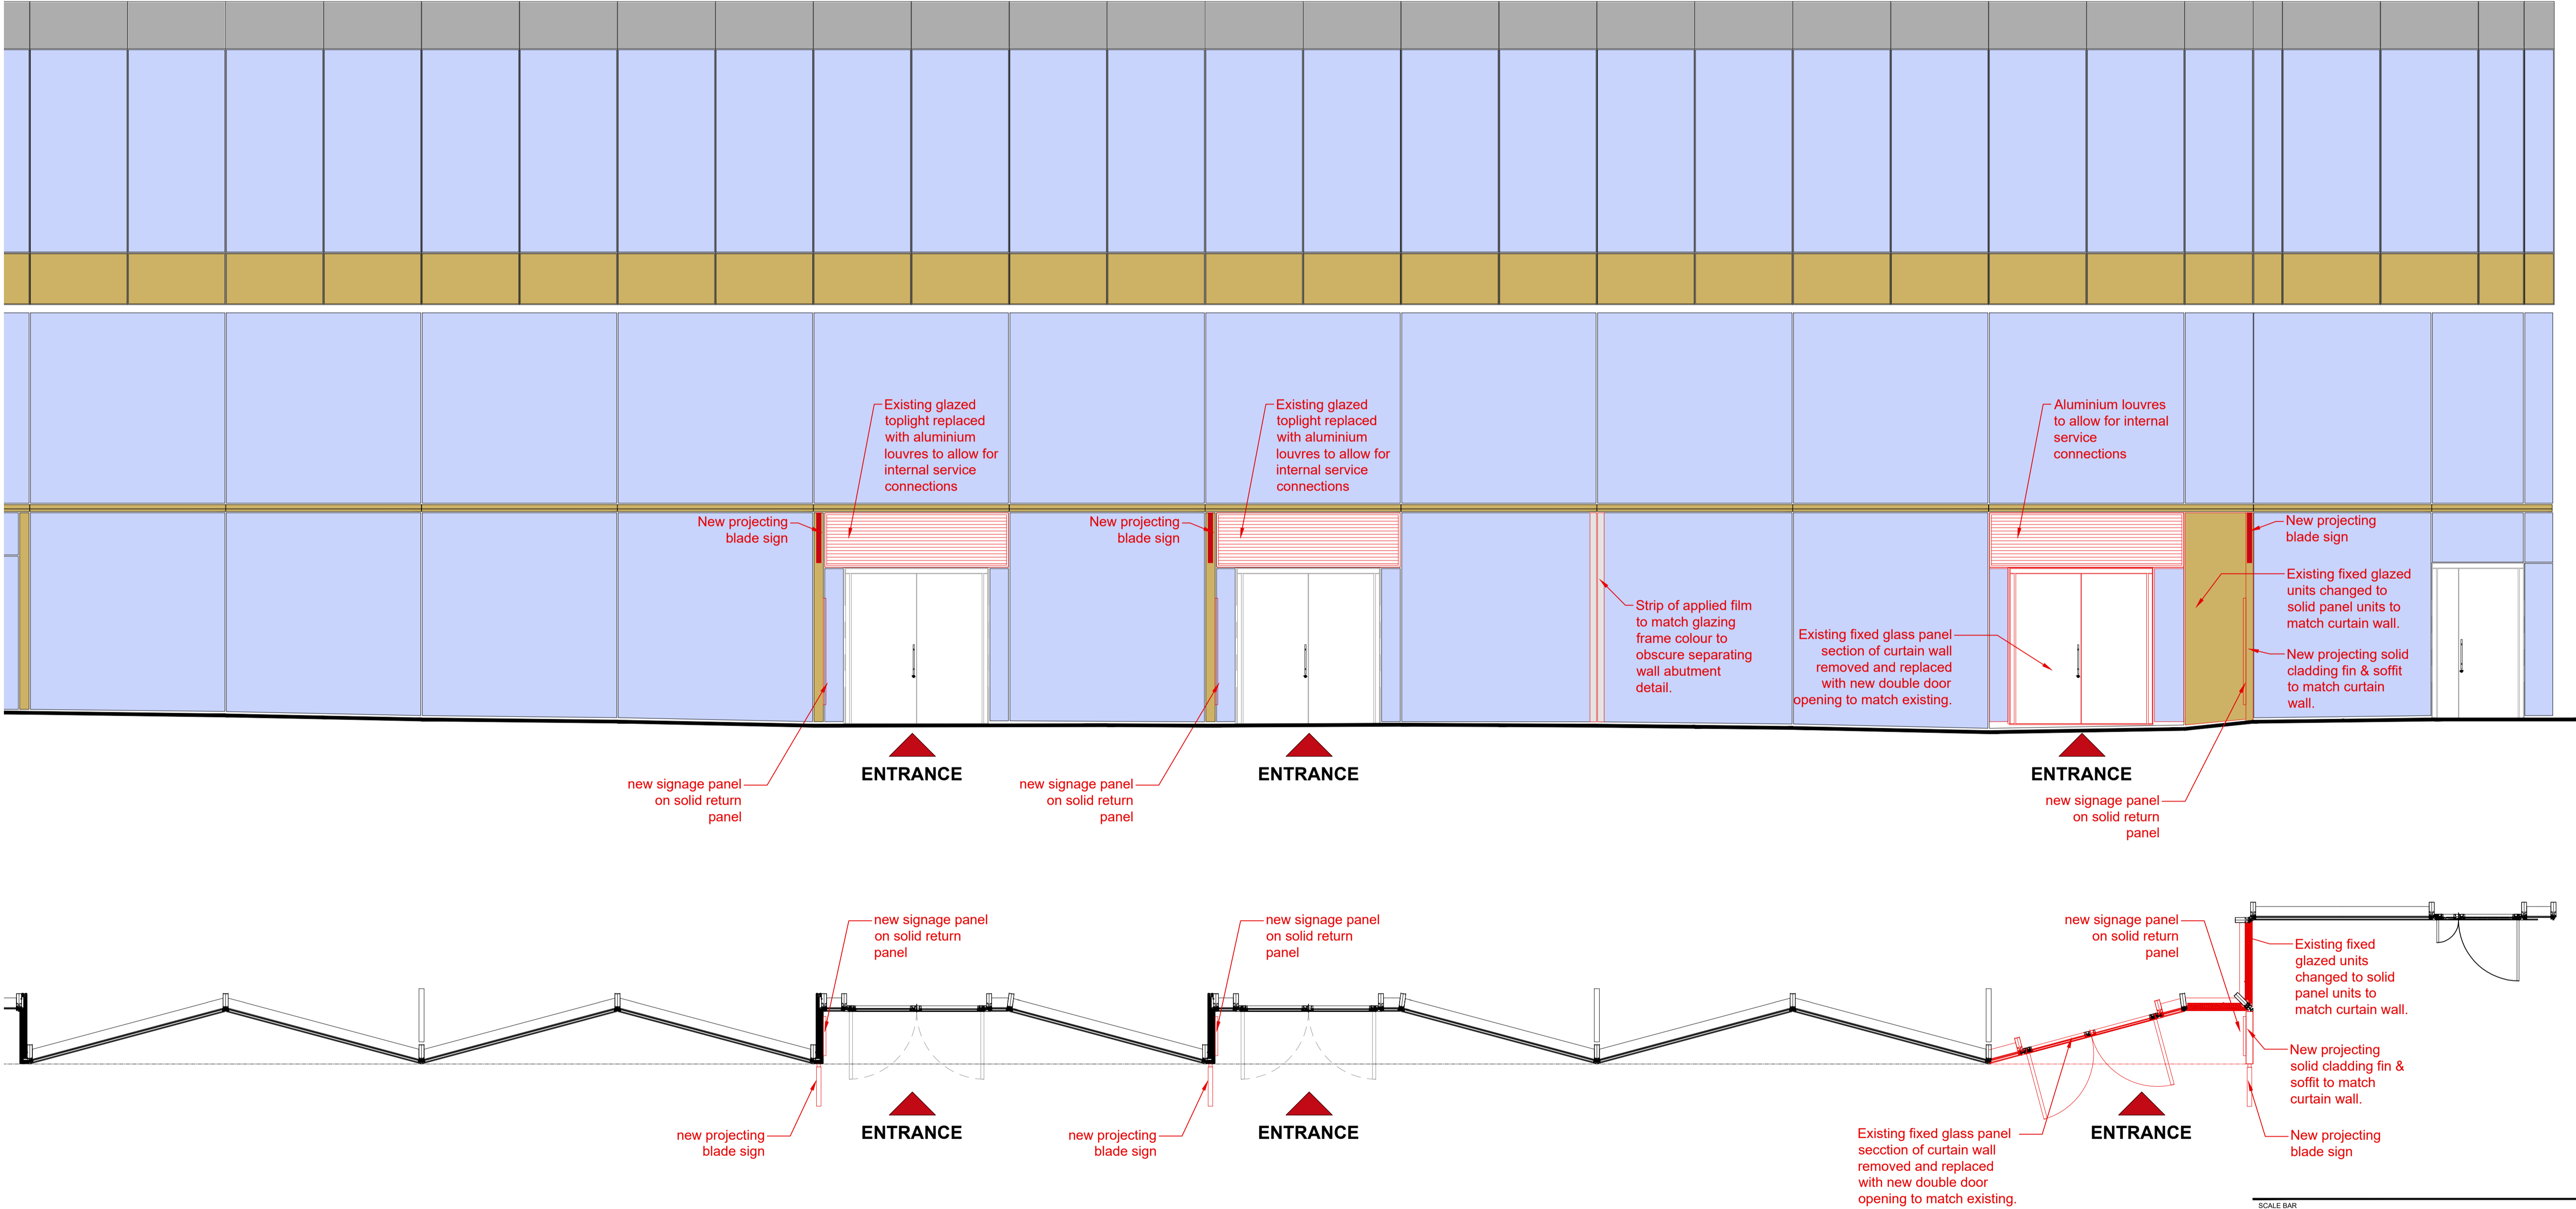 Existing glazed
toplight replaced
with aluminium
louvres to allow for
internal service
connections
Existing glazed
toplight replaced
with aluminium
louvres to allow for
internal service
connections
Aluminium louvres
to allow for internal
service
connections
New projecting
blade sign
New projecting
blade sign
New projecting
blade sign
Strip of applied film
to match glazing
frame colour to
obscure separating
wall abutment
detail.
Existing fixed glass panel
section of curtain wall
removed and replaced
with new double door
opening to match existing.
Existing fixed glazed
units changed to
solid panel units to
match curtain wall.
New projecting solid
cladding fin & soffit
to match curtain
wall.
ENTRANCE
ENTRANCE
ENTRANCE
new signage panel
on solid return
panel
new signage panel
on solid return
panel
new signage panel
on solid return
panel
new signage panel
on solid return
panel
new signage panel
on solid return
panel
new signage panel
on solid return
panel
Existing fixed
glazed units
changed to solid
panel units to
match curtain wall.
New projecting
solid cladding fin &
soffit to match
curtain wall.
ENTRANCE
ENTRANCE
ENTRANCE
new projecting
blade sign
new projecting
blade sign
Existing fixed glass panel
secction of curtain wall
removed and replaced
with new double door
opening to match existing.
New projecting
blade sign
SCALE BAR